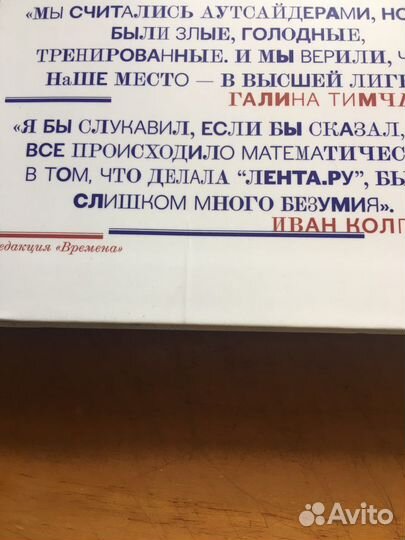 «МЫ СЧИТАЛИСЬ АУТСАЙДЕРАМИ, НО
БЫЛИ ЗЛЫЕ, ГОЛОДНЫЕ,
ТРЕНИРОВАННЫЕ. И МЫ ВЕРИЛИ, Ч
НАШЕ МЕСТО — В ВЫСШЕЙ ЛИГ
ГАЛИНА ТИМЧ
«Я БЫ СЛУКАВИЛ, ЕСЛИ БЫ СКАЗАЛ,
ВСЕ ПРОИСХОДИЛО МАТЕМАТИЧЕС
В ТОМ, ЧТО ДЕЛАЛА "ЛЕНТА.РУ", БЫ
СЛИШКОМ МНОГО БЕЗУМИЯ».
ИВАН КОЛП
едакция «Времена»
Avito